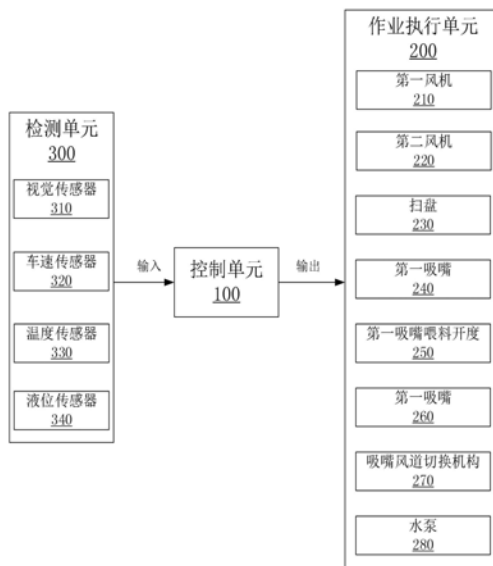 检测单元
300
视觉传感器
310
车速传感器
320
温度传感器
330
液位传感器
340
输入
控制单元
100
输出
作业执行单元
200
第一风机
210
第二风机
220
扫盘
230
第一吸嘴
240
第一吸嘴喂料开度
250
第一吸嘴
260
吸嘴风道切换机构
270
水泵
280